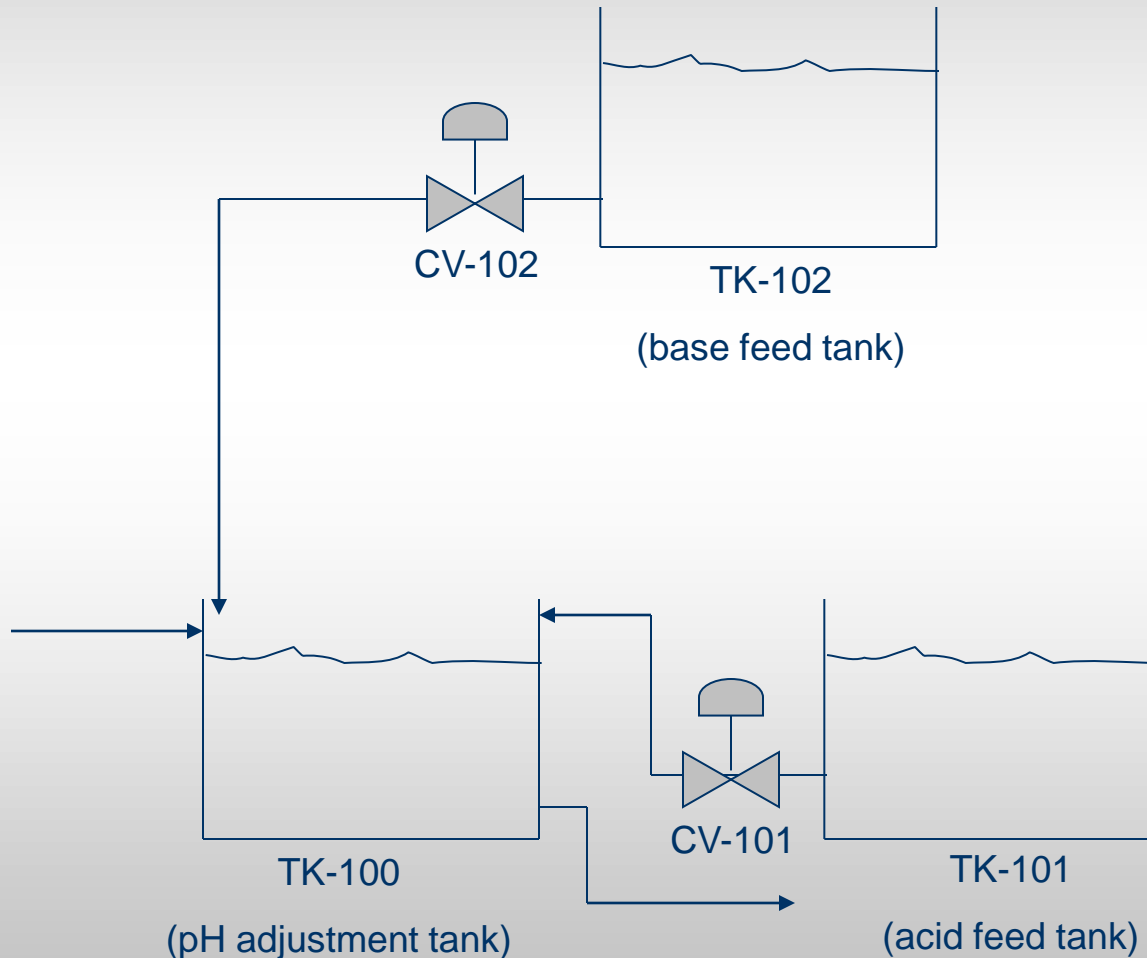 CV-102
TK-102
(base feed tank)
CV-101
TK-100
TK-101
(pH adjustment tank)
(acid feed tank)